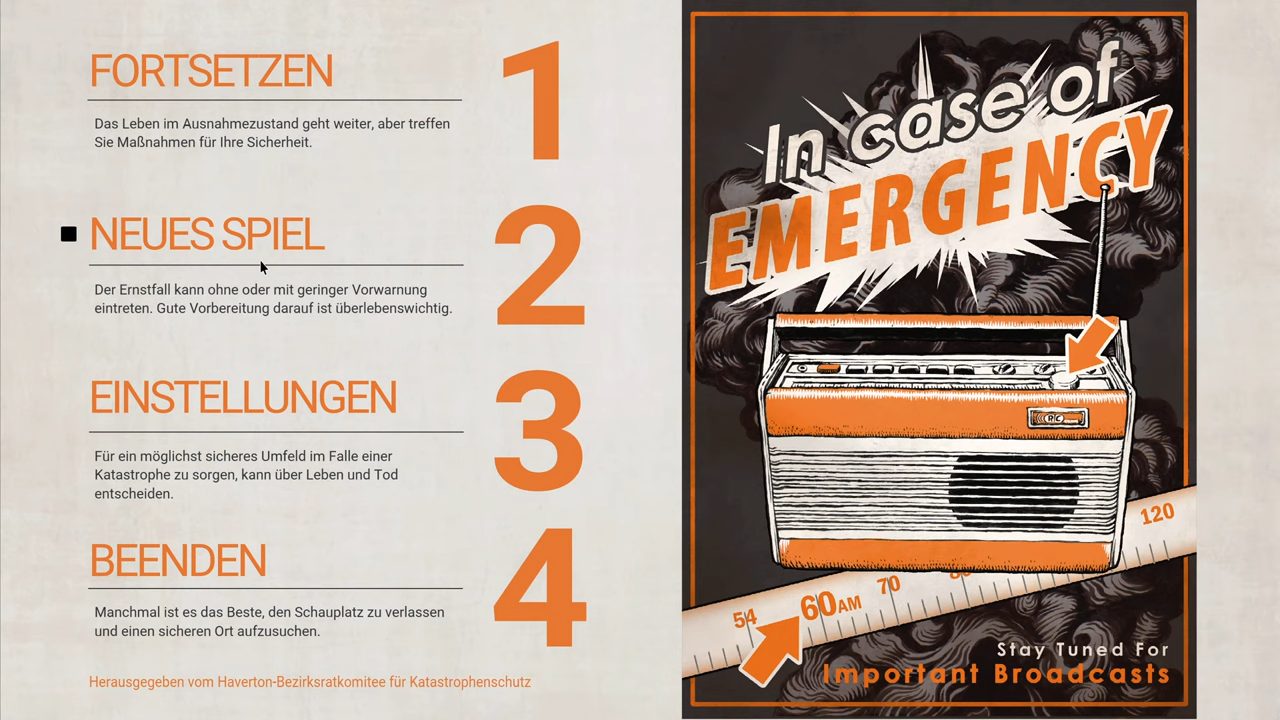 FORTSETZEN
1
Das Leben im Ausnahmezustand geht weiter, aber treffen
Sie Maßnahmen für Ihre Sicherheit.
NEUES SPIEL
2
Der Ernstfall kann ohne oder mit geringer Vorwarnung
eintreten. Gute Vorbereitung darauf ist überlebenswichtig.
EINSTELLUNGEN
3
Für ein möglichst sicheres Umfeld im Falle einer
Katastrophe zu sorgen, kann über Leben und Tod
entscheiden.
BEENDEN
4
Manchmal ist es das Beste, den Schauplatz zu verlassen
und einen sicheren Ort aufzusuchen.
Herausgegeben vom Haverton-Bezirksratkomitee für Katastrophenschutz
In case of
EMERGENCY
120
54 60AM 70
Stay Tuned For
Important Broadcasts